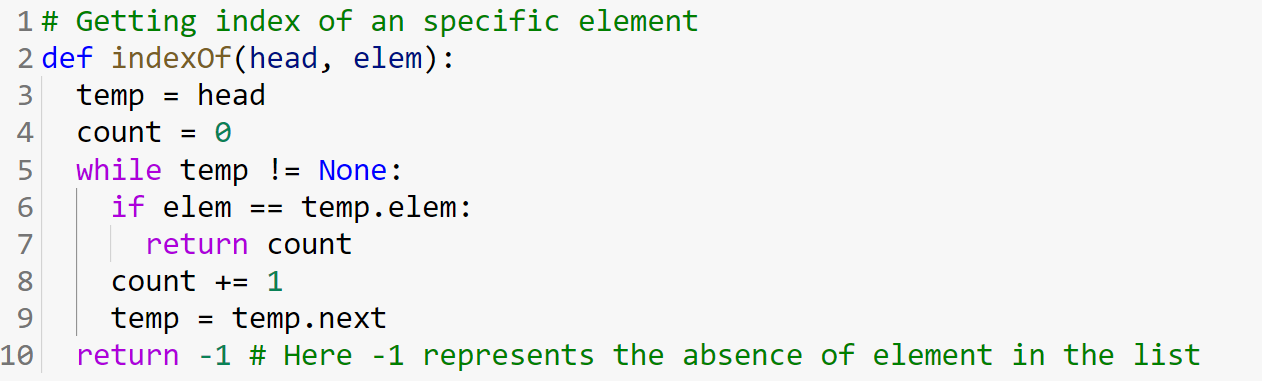 1 # Getting index of an specific element
2 def indexOf(head, elem):
3   temp = head
4   count = 0
5   while temp != None:
6     if elem == temp.elem:
7       return count
8     count += 1
9     temp = temp.next
10   return -1 # Here -1 represents the absence of element in the list